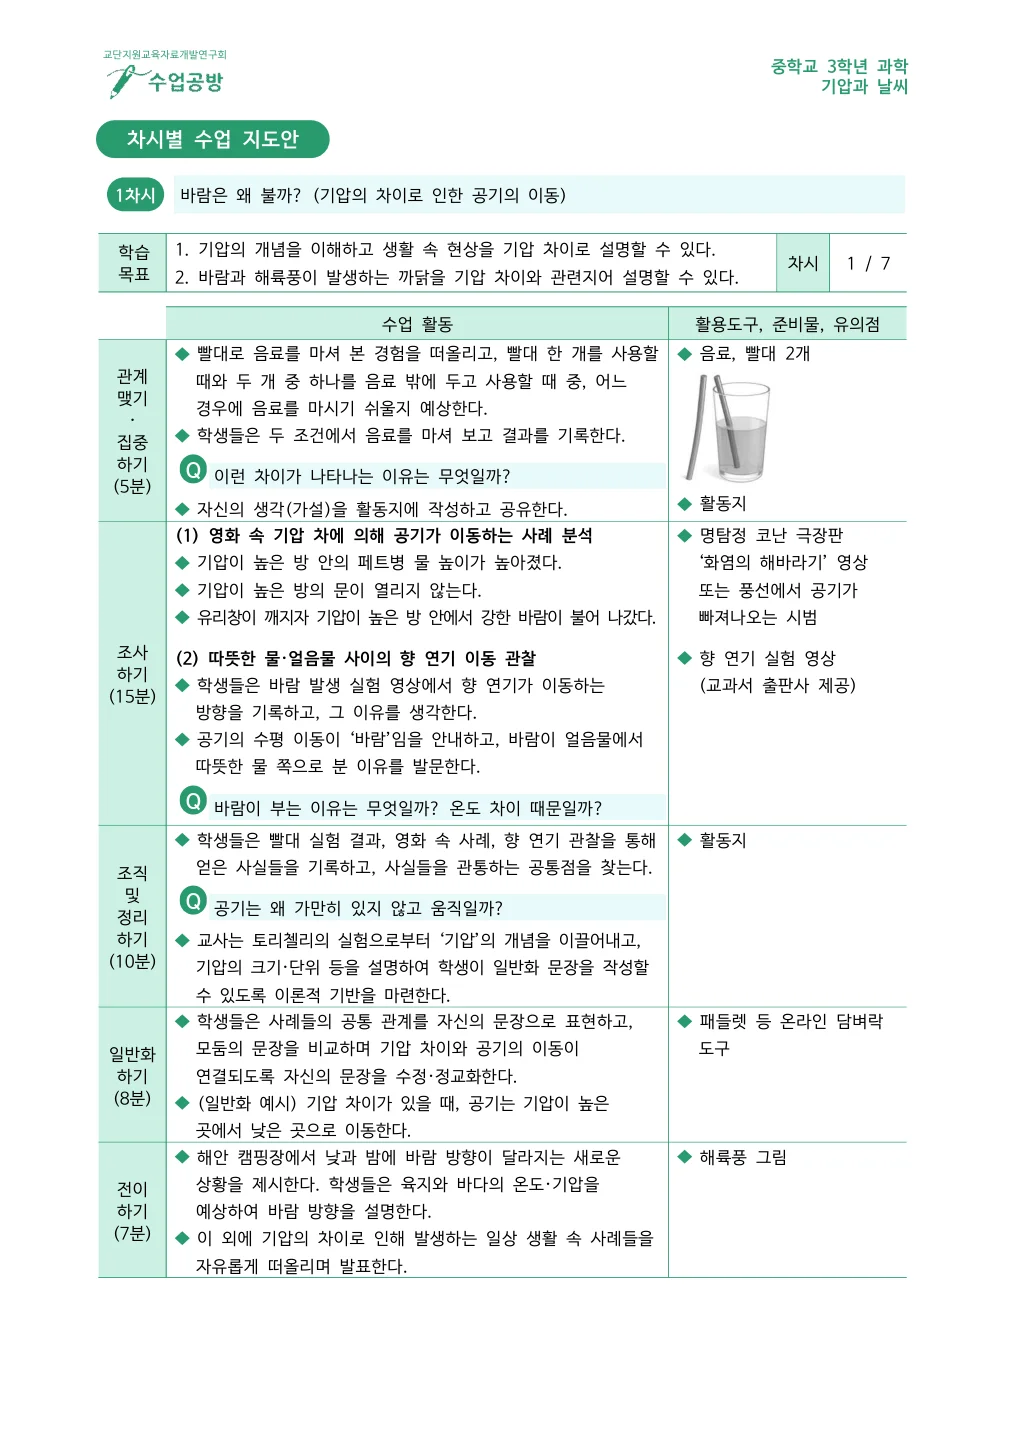 교단지원교육자료개발연구회
수업공방
중학교 3학년 과학
기압과 날씨
차시별 수업 지도안
1차시
바람은 왜 불까? (기압의 차이로 인한 공기의 이동)
학습
목표
1. 기압의 개념을 이해하고 생활 속 현상을 기압 차이로 설명할 수 있다.
2. 바람과 해륙풍이 발생하는 까닭을 기압 차이와 관련지어 설명할 수 있다.
차시
1 / 7
수업 활동
활용도구, 준비물, 유의점
관계
맺기
·
집중
하기
(5분)
◆ 빨대로 음료를 마셔 본 경험을 떠올리고, 빨대 한 개를 사용할
때와 두 개 중 하나를 음료 밖에 두고 사용할 때 중, 어느
경우에 음료를 마시기 쉬울지 예상한다.
◆ 학생들은 두 조건에서 음료를 마셔 보고 결과를 기록한다.
Q 이런 차이가 나타나는 이유는 무엇일까?
◆ 자신의 생각(가설)을 활동지에 작성하고 공유한다.
◆ 음료, 빨대 2개
◆ 활동지
조사
하기
(15분)
(1) 영화 속 기압 차에 의해 공기가 이동하는 사례 분석
◆ 기압이 높은 방 안의 페트병 물 높이가 높아졌다.
◆ 기압이 높은 방의 문이 열리지 않는다.
◆ 유리창이 깨지자 기압이 높은 방 안에서 강한 바람이 불어 나갔다.
(2) 따뜻한 물·얼음물 사이의 향 연기 이동 관찰
◆ 학생들은 바람 발생 실험 영상에서 향 연기가 이동하는
방향을 기록하고, 그 이유를 생각한다.
◆ 공기의 수평 이동이 ‘바람’임을 안내하고, 바람이 얼음물에서
따뜻한 물 쪽으로 분 이유를 발문한다.
Q 바람이 부는 이유는 무엇일까? 온도 차이 때문일까?
◆ 명탐정 코난 극장판
‘화염의 해바라기’ 영상
또는 풍선에서 공기가
빠져나오는 시범
◆ 향 연기 실험 영상
(교과서 출판사 제공)
조직
및
정리
하기
(10분)
◆ 학생들은 빨대 실험 결과, 영화 속 사례, 향 연기 관찰을 통해
얻은 사실들을 기록하고, 사실들을 관통하는 공통점을 찾는다.
Q 공기는 왜 가만히 있지 않고 움직일까?
◆ 교사는 토리첼리의 실험으로부터 ‘기압’의 개념을 이끌어내고,
기압의 크기·단위 등을 설명하여 학생이 일반화 문장을 작성할
수 있도록 이론적 기반을 마련한다.
◆ 활동지
일반화
하기
(8분)
◆ 학생들은 사례들의 공통 관계를 자신의 문장으로 표현하고,
모둠의 문장을 비교하며 기압 차이와 공기의 이동이
연결되도록 자신의 문장을 수정·정교화한다.
◆ (일반화 예시) 기압 차이가 있을 때, 공기는 기압이 높은
곳에서 낮은 곳으로 이동한다.
◆ 패들렛 등 온라인 담벼락
도구
전이
하기
(7분)
◆ 해안 캠핑장에서 낮과 밤에 바람 방향이 달라지는 새로운
상황을 제시한다. 학생들은 육지와 바다의 온도·기압을
예상하여 바람 방향을 설명한다.
◆ 이 외에 기압의 차이로 인해 발생하는 일상 생활 속 사례들을
자유롭게 떠올리며 발표한다.
◆ 해륙풍 그림